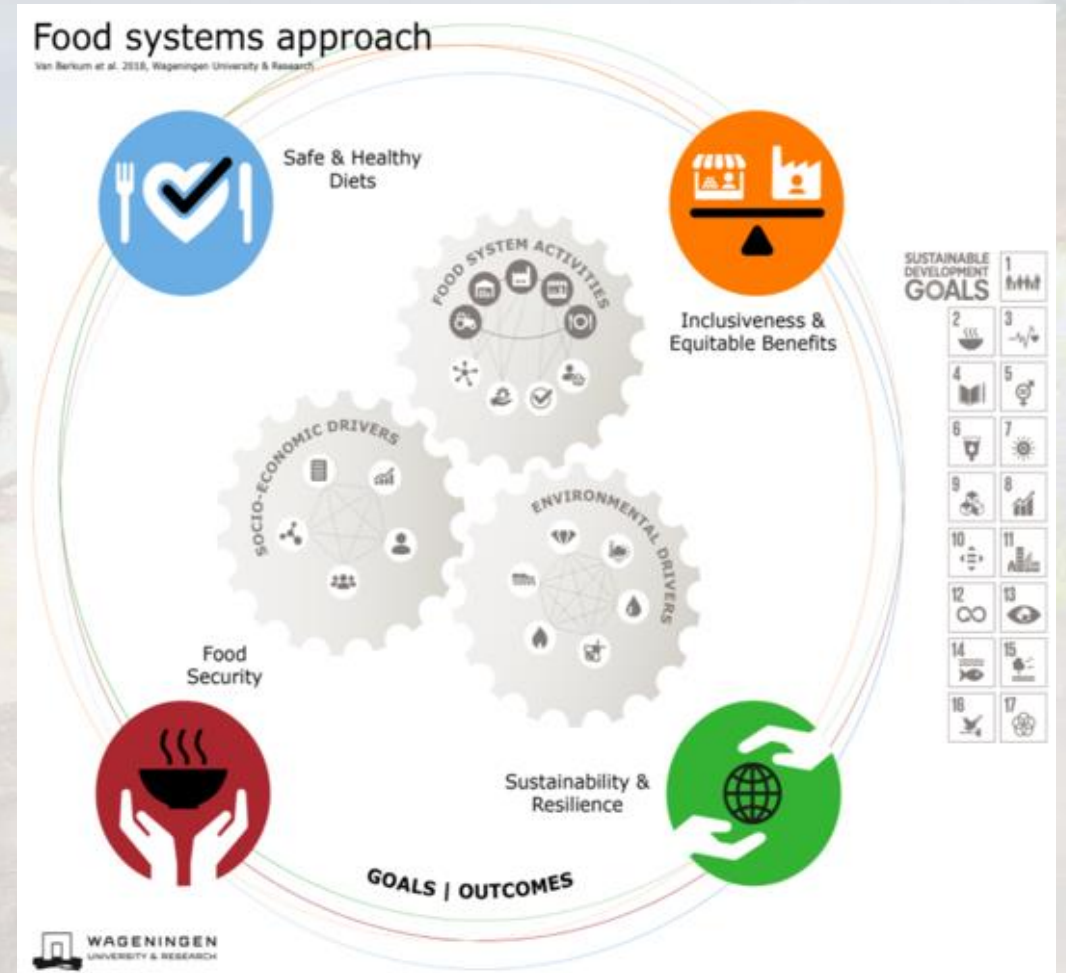 Food systems approach
Van Berkum et al. 2018, Wageningen University & Research
Safe & Healthy
Diets
Inclusiveness &
Equitable Benefits
FOOD SYSTEM ACTIVITIES
SOCIO-ECONOMIC DRIVERS
ENVIRONMENTAL DRIVERS
Food
Security
Sustainability &
Resilience
GOALS | OUTCOMES
SUSTAINABLE
DEVELOPMENT
GOALS
1
2 3
4 5
6 7
9 8
10 11
12 13
14 15
16 17
WAGENINGEN
UNIVERSITY & RESEARCH